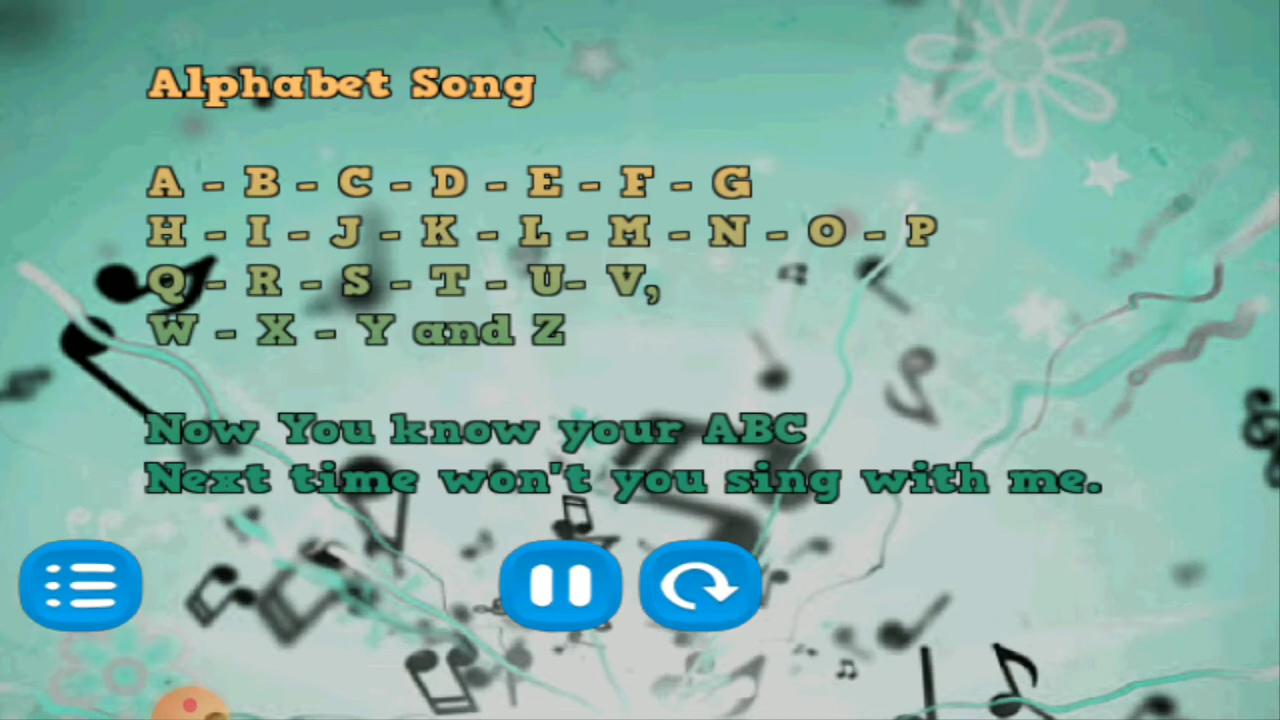 Alphabet Song
A - B - C - D - E - F - G
H - I - J - K - L - M - N - O - P
Q - R - S - T - U- V,
W - X - Y and Z
Now You know your ABC
Next time won't you sing with me.